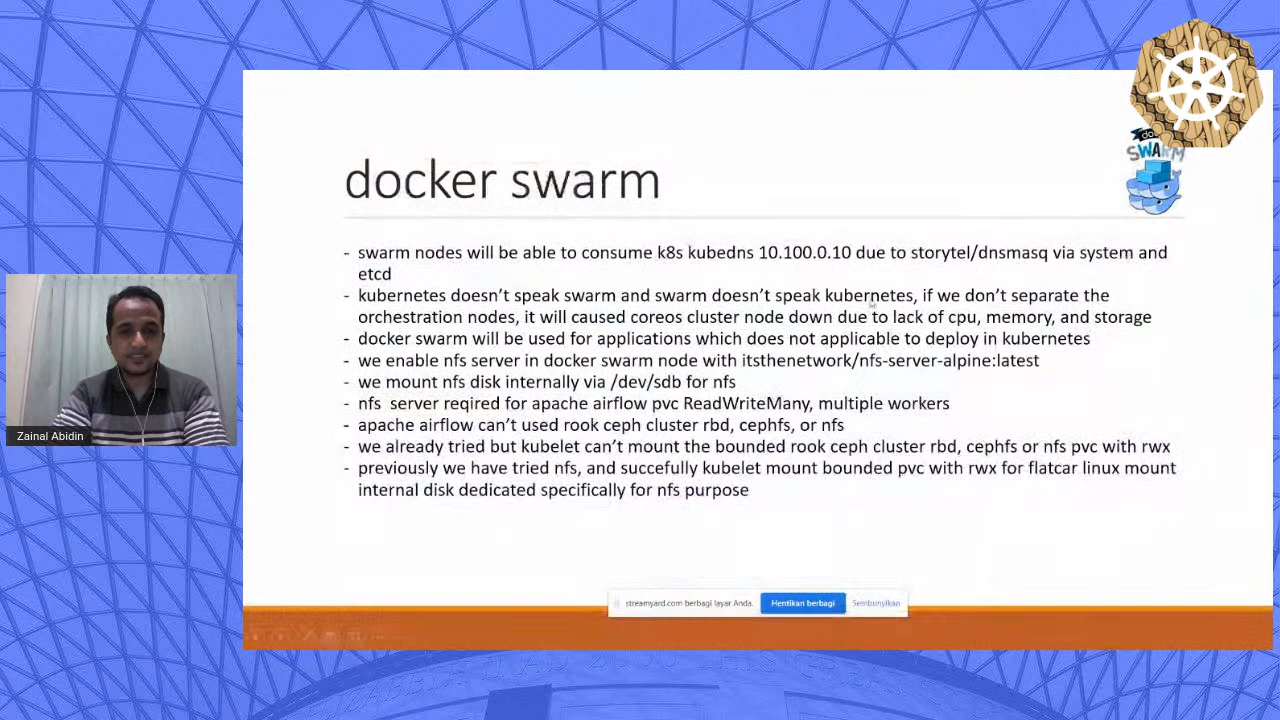 docker swarm
SWARM
- swarm nodes will be able to consume k8s kubedns 10.100.0.10 due to storytel/dnsmasq via system and
etcd
- kubernetes doesn't speak swarm and swarm doesn't speak kubernetes, if we don't separate the
orchestration nodes, it will caused coreos cluster node down due to lack of cpu, memory, and storage
- docker swarm will be used for applications which does not applicable to deploy in kubernetes
- we enable nfs server in docker swarm node with itsthenetwork/nfs-server-alpine:latest
- we mount nfs disk internally via /dev/sdb for nfs
- nfs  server reqired for apache airflow pvc ReadWriteMany, multiple workers
- apache airflow can't used rook ceph cluster rbd, cephfs, or nfs
- we already tried but kubelet can't mount the bounded rook ceph cluster rbd, cephfs or nfs pvc with rwx
- previously we have tried nfs, and succefully kubelet mount bounded pvc with rwx for flatcar linux mount
internal disk dedicated specifically for nfs purpose
Zainal Abidin
streamyard.com berbagi layar Anda.
Hentikan berbagi
Sembunyikan